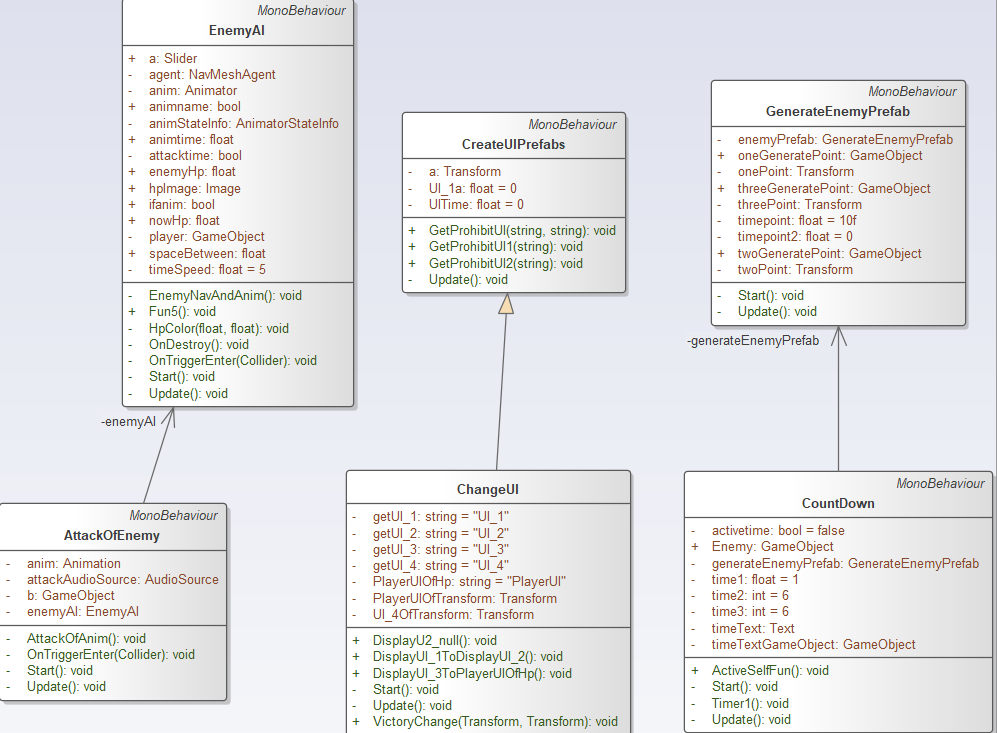 MonoBehaviour
EnemyAI
+ a: Slider
- agent: NavMeshAgent
- anim: Animator
+ animname: bool
- animStateInfo: AnimatorStateInfo
+ animtime: float
- attacktime: bool
+ enemyHp: float
+ hpImage: Image
+ ifanim: bool
+ nowHp: float
- player: GameObject
+ spaceBetween: float
- timeSpeed: float = 5
- EnemyNavAndAnim(): void
+ Fun5(): void
- HpColor(float, float): void
- OnDestroy(): void
- OnTriggerEnter(Collider): void
- Start(): void
- Update(): void
MonoBehaviour
CreateUIPrefabs
- a: Transform
- UI_1a: float = 0
- UITime: float = 0
+ GetProhibitUI(string, string): void
+ GetProhibitUI1(string): void
+ GetProhibitUI2(string): void
- Update(): void
MonoBehaviour
GenerateEnemyPrefab
- enemyPrefab: GenerateEnemyPrefab
+ oneGeneratePoint: GameObject
- onePoint: Transform
+ threeGeratePoint: GameObject
- threePoint: Transform
- timepoint: float = 10f
- timepoint2: float = 0
+ twoGeneratePoint: GameObject
- twoPoint: Transform
- Start(): void
- Update(): void
-enemyAI
-generateEnemyPrefab
MonoBehaviour
AttackOfEnemy
- anim: Animation
- attackAudioSource: AudioSource
- b: GameObject
- enemyAI: EnemyAI
- AttackOfAnim(): void
- OnTriggerEnter(Collider): void
- Start(): void
- Update(): void
ChangeUI
- getUI_1: string = "UI_1"
- getUI_2: string = "UI_2"
- getUI_3: string = "UI_3"
- getUI_4: string = "UI_4"
- PlayerUIOfHp: string = "PlayerUI"
- PlayerUIOfTransform: Transform
- UI_4OfTransform: Transform
+ DisplayU2_null(): void
+ DisplayUI_1ToDisplayUI_2(): void
+ DisplayUI_3ToPlayerUIOfHp(): void
- Start(): void
- Update(): void
+ VictoryChange(Transform, Transform): void
MonoBehaviour
CountDown
- activetime: bool = false
+ Enemy: GameObject
- generateEnemyPrefab: GenerateEnemyPrefab
- time1: float = 1
- time2: int = 6
- time3: int = 6
- timeText: Text
- timeTextGameObject: GameObject
+ ActiveSelfFun(): void
- Start(): void
- Timer1(): void
- Update(): void